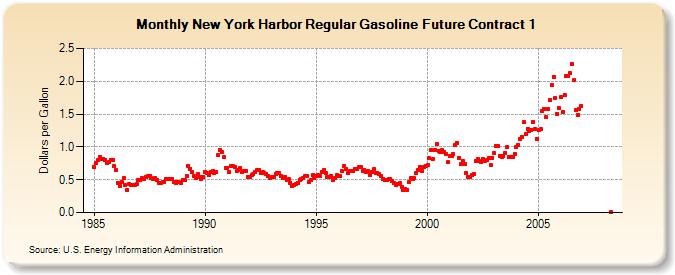 Monthly New York Harbor Regular Gasoline Future Contract 1
Dollars per Gallon
2.5
2.0
1.5
1.0
0.5
0.0
1985 1990 1995 2000 2005
Source: U.S. Energy Information Administration